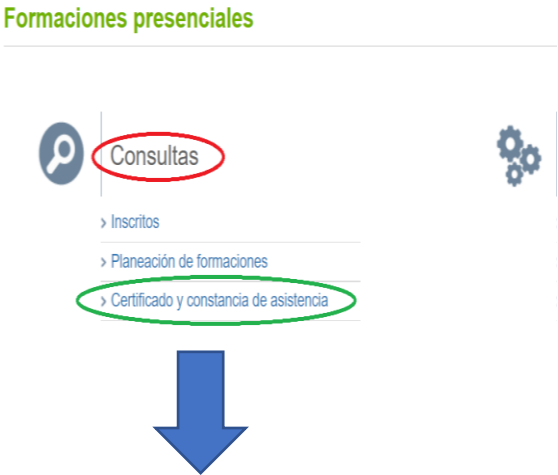 Formaciones presenciales
Consultas
› Inscritos
› Planeación de formaciones
› Certificado y constancia de asistencia